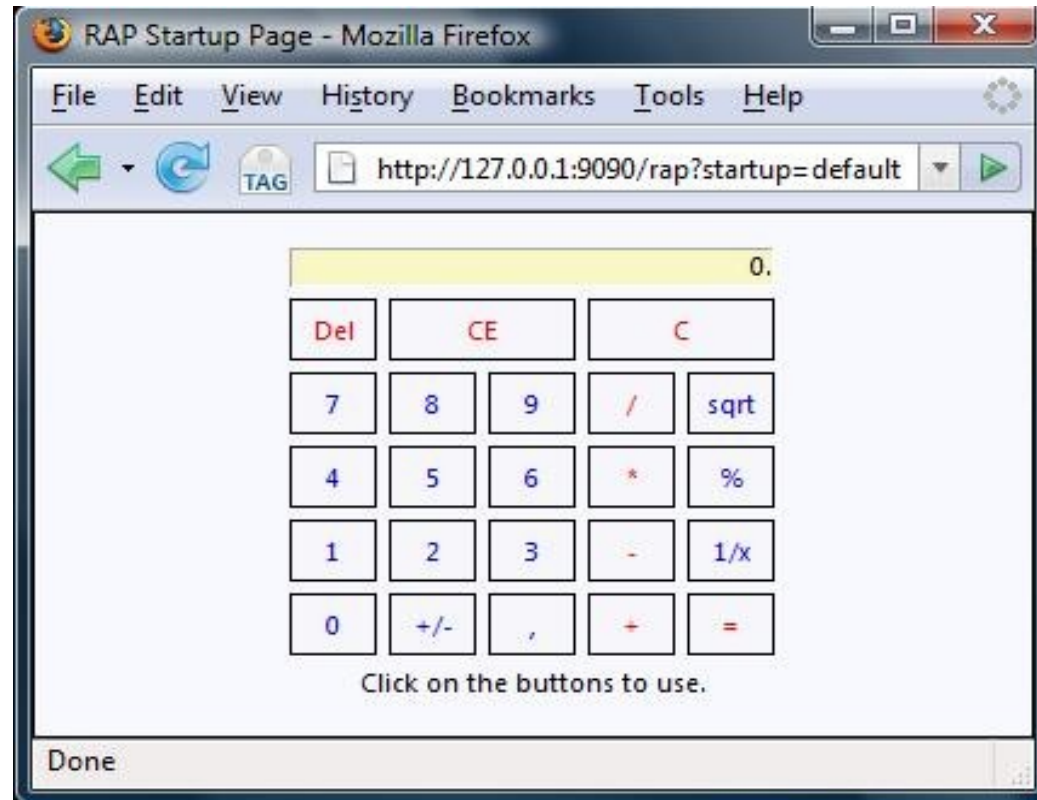 RAP Startup Page - Mozilla Firefox
File Edit View History Bookmarks Tools Help
TAG http://127.0.0.1:9090/rap?startup=default
0.
Del CE C
7 8 9 / sqrt
4 5 6 * %
1 2 3 - 1/x
0 +/- , + =
Click on the buttons to use.
Done